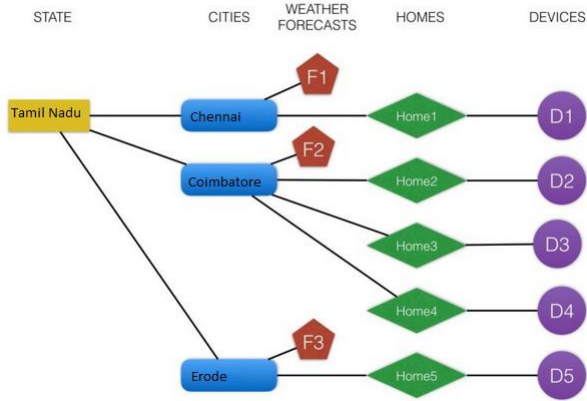 STATE
CITIES
WEATHER
FORECASTS
HOMES
DEVICES
F1
Tamil Nadu
Chennai
Home1
D1
F2
Coimbatore
Home2
D2
Home3
D3
Home4
D4
F3
Erode
Home5
D5